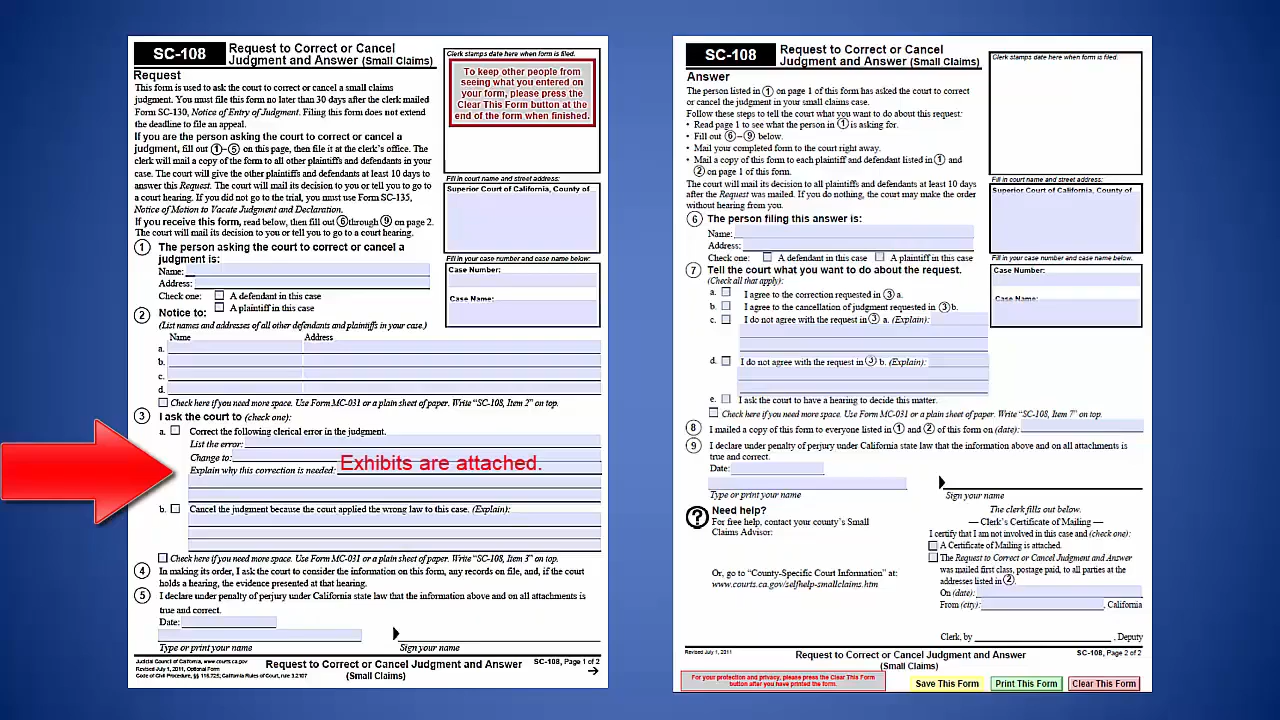 SC-108
Request to Correct or Cancel
Judgment and Answer (Small Claims)
Request
This form is used to ask the court to correct or cancel a small claims
judgment. You must file this form no later than 30 days after the clerk mailed
Form SC-130, Notice of Entry of Judgment. Filing this form does not extend
the deadline to file an appeal.
If you are the person asking the court to correct or cancel a
judgment, fill out ①–⑤ on this page, then file it at the clerk's office. The
clerk will mail a copy of the form to all other plaintiffs and defendants in your
case. The court will give the other plaintiffs and defendants at least 10 days to
answer this Request. The court will mail its decision to you or tell you to go to
a court hearing. If you did not go to the trial, you must use Form SC-135,
Notice of Motion to Vacate Judgment and Declaration.
If you receive this form, read below, then fill out ⑥through ⑨ on page 2.
The court will mail its decision to you or tell you to go to a court hearing.
Clerk stamps date here when form is filed.
To keep other people from
seeing what you entered on
your form, please press the
Clear This Form button at the
end of the form when finished.
Fill in court name and street address:
Superior Court of California, County of
Fill in your case number and case name below:
Case Number:
Case Name:
① The person asking the court to correct or cancel a
judgment is:
Name:
Address:
Check one: A defendant in this case
A plaintiff in this case
② Notice to:
(List names and addresses of all other defendants and plaintiffs in your case.)
Name Address
a.
b.
c.
d.
Check here if you need more space. Use Form MC-031 or a plain sheet of paper. Write "SC-108, Item 2" on top.
③ I ask the court to (check one):
a. Correct the following clerical error in the judgment.
List the error:
Change to:
Exhibits are attached.
Explain why this correction is needed:
b. Cancel the judgment because the court applied the wrong law to this case. (Explain):
Check here if you need more space. Use Form MC-031 or a plain sheet of paper. Write "SC-108, Item 3" on top.
④ In making its order, I ask the court to consider the information on this form, any records on file, and, if the court
holds a hearing, the evidence presented at that hearing.
⑤ I declare under penalty of perjury under California state law that the information above and on all attachments is
true and correct.
Date:
Type or print your name Sign your name
Judicial Council of California, www.courts.ca.gov
Revised July 1, 2011, Optional Form
Code of Civil Procedure, §§ 116.725; California Rules of Court, rule 3.2107
Request to Correct or Cancel Judgment and Answer
(Small Claims)
SC-108, Page 1 of 2
SC-108
Request to Correct or Cancel
Judgment and Answer (Small Claims)
Answer
The person listed in ① on page 1 of this form has asked the court to correct
or cancel the judgment in your small claims case.
Follow these steps to tell the court what you want to do about this request:
• Read page 1 to see what the person in ① is asking for.
• Fill out ⑥–⑨ below.
• Mail your completed form to the court right away.
• Mail a copy of this form to each plaintiff and defendant listed in ① and
② on page 1 of this form.
The court will mail its decision to all plaintiffs and defendants at least 10 days
after the Request was mailed. If you do nothing, the court may make the order
without hearing from you.
Clerk stamps date here when form is filed.
Fill in court name and street address:
Superior Court of California, County of
Fill in your case number and case name below:
Case Number:
Case Name:
⑥ The person filing this answer is:
Name:
Address:
Check one: A defendant in this case A plaintiff in this case
⑦ Tell the court what you want to do about the request.
(Check all that apply):
a. I agree to the correction requested in ③ a.
b. I agree to the cancellation of judgment requested in ③ b.
c. I do not agree with the request in ③ a. (Explain):
d. I do not agree with the request in ③ b. (Explain):
e. I ask the court to have a hearing to decide this matter.
Check here if you need more space. Use Form MC-031 or a plain sheet of paper. Write "SC-108, Item 7" on top.
⑧ I mailed a copy of this form to everyone listed in ① and ② of this form on (date):
⑨ I declare under penalty of perjury under California state law that the information above and on all attachments is
true and correct.
Date:
Type or print your name Sign your name
? Need help?
For free help, contact your county's Small
Claims Advisor:
Or, go to "County-Specific Court Information" at:
www.courts.ca.gov/selfhelp-smallclaims.htm
The clerk fills out below.
— Clerk's Certificate of Mailing —
I certify that I am not involved in this case and (check one):
A Certificate of Mailing is attached.
The Request to Correct or Cancel Judgment and Answer
was mailed first class, postage paid, to all parties at the
addresses listed in ②.
On (date):
From (city): , California
Clerk, by , Deputy
Revised July 1, 2011
Request to Correct or Cancel Judgment and Answer
(Small Claims)
SC-108, Page 2 of 2
For your protection and privacy, please press the Clear This Form
button after you have printed the form.
Save This Form Print This Form Clear This Form